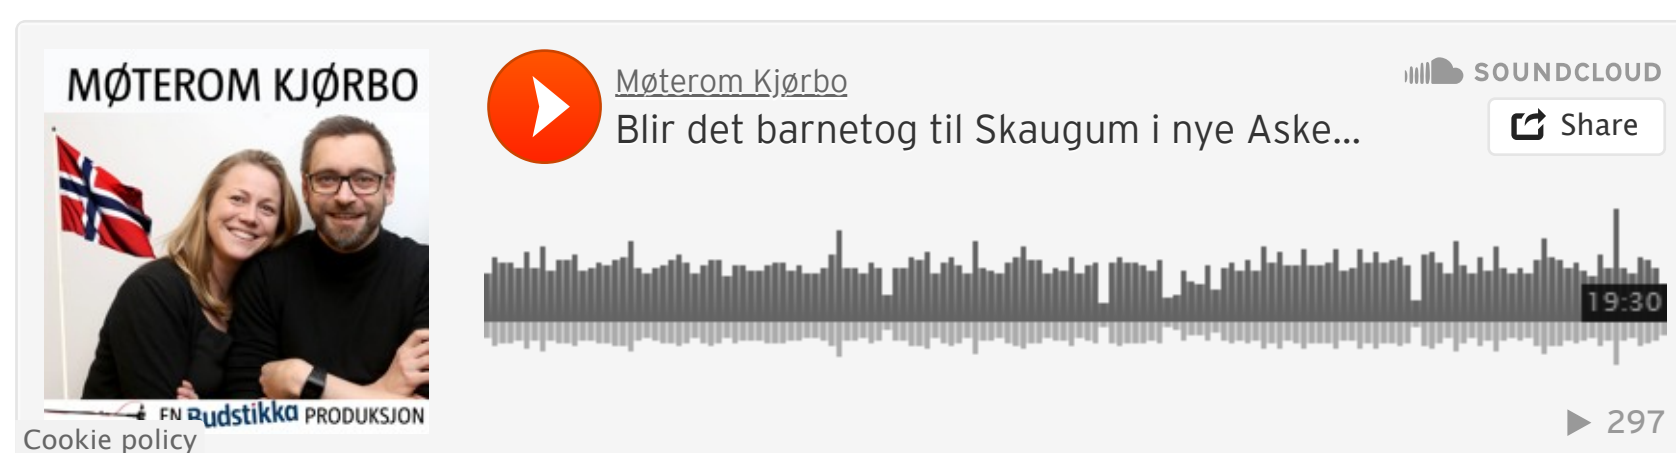 MØTEROM KJØRBO
EN Budstikka PRODUKSJON
Cookie policy
Møterom Kjørbo
Blir det barnetog til Skaugum i nye Aske...
SOUNDCLOUD
Share
19:30
297